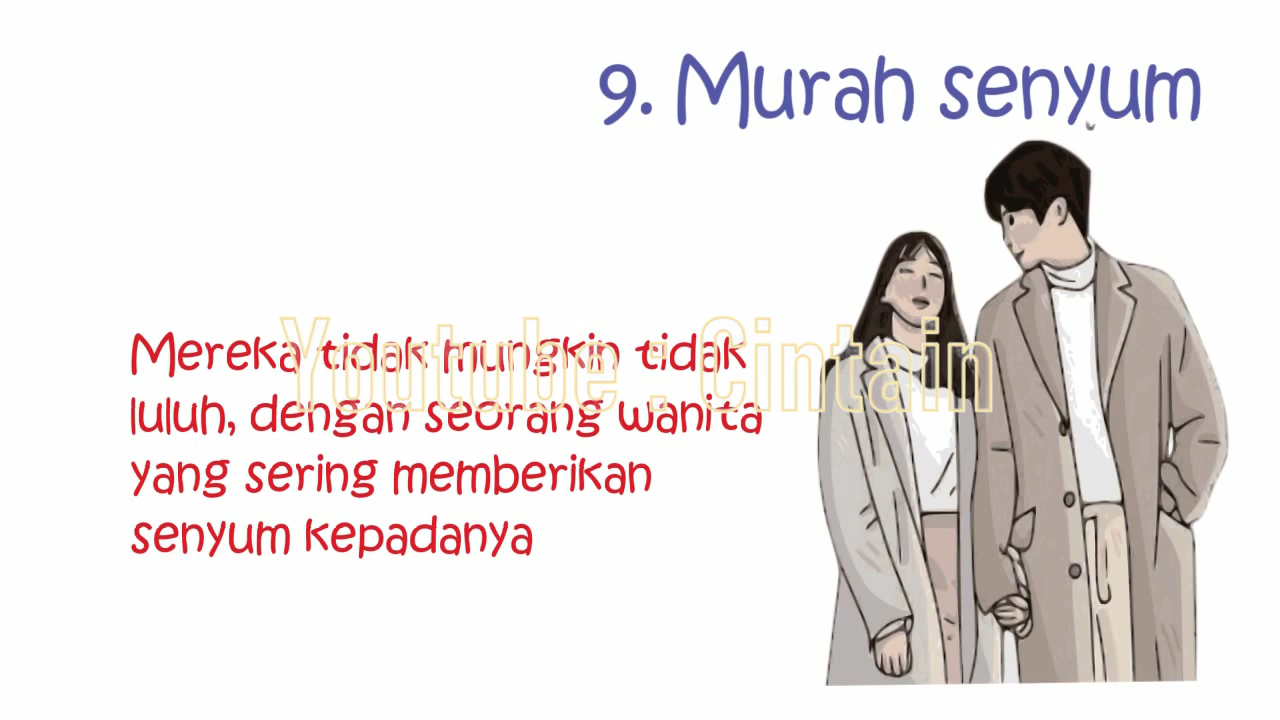 9. Murah senyum
Mereka tidak mungkin tidak
luluh, dengan seorang wanita
yang sering memberikan
senyum kepadanya
Youtube : Cintain